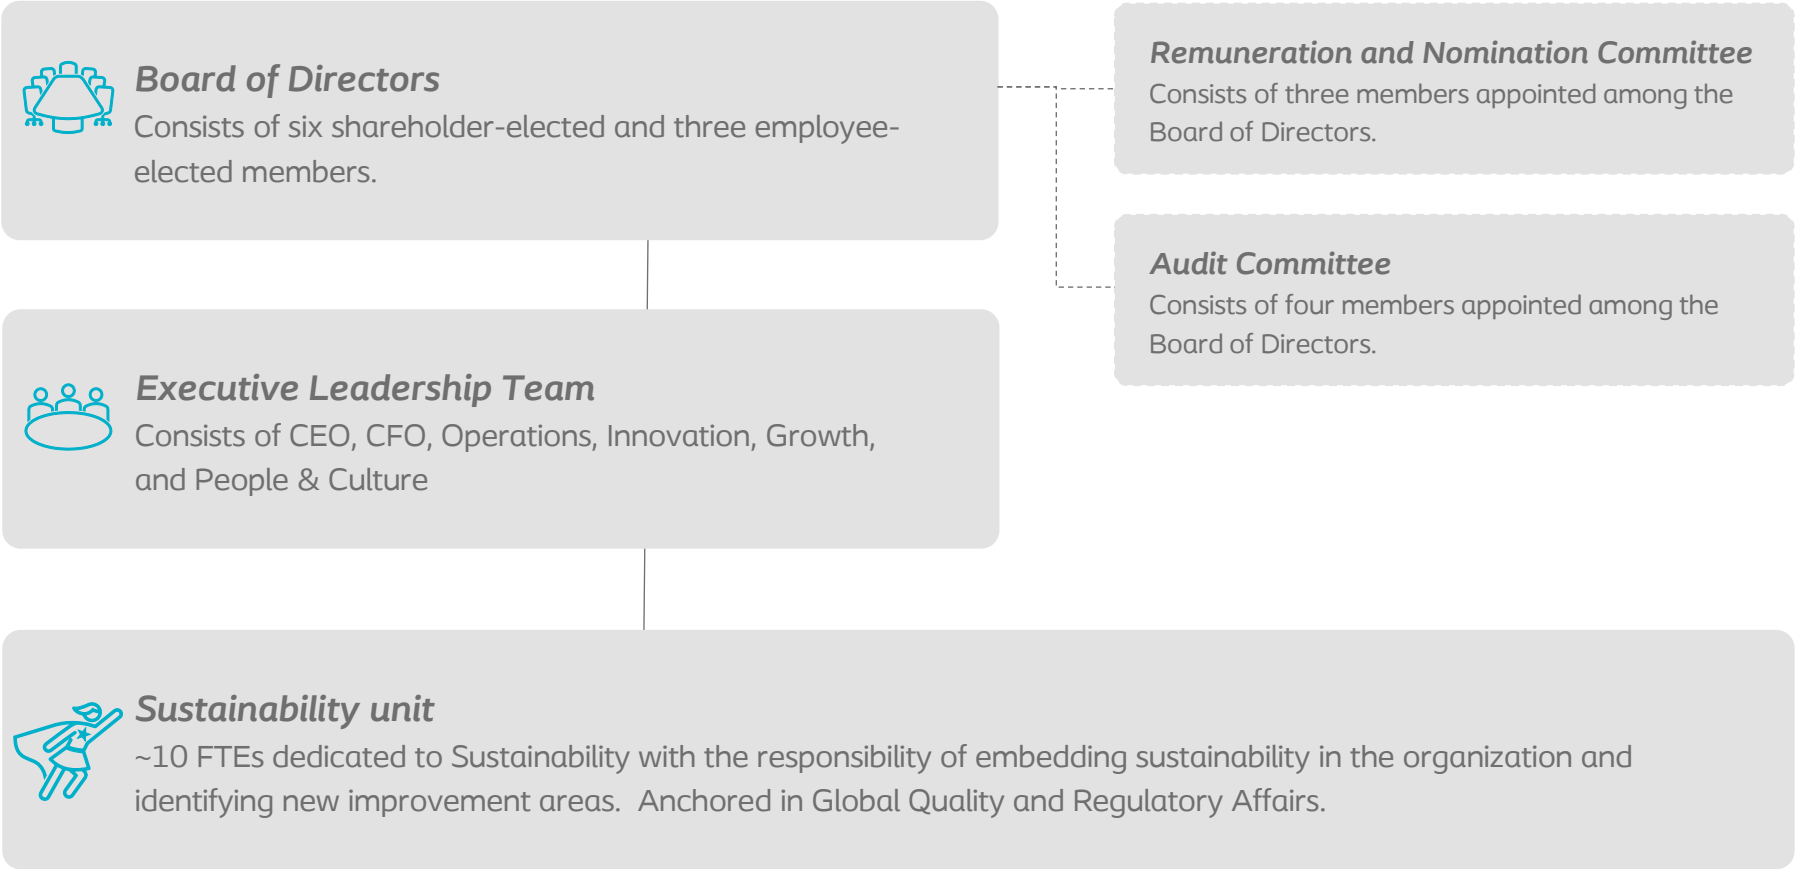 Board of Directors
Consists of six shareholder-elected and three employee-
elected members.
Remuneration and Nomination Committee
Consists of three members appointed among the
Board of Directors.
Audit Committee
Consists of four members appointed among the
Board of Directors.
Executive Leadership Team
Consists of CEO, CFO, Operations, Innovation, Growth,
and People & Culture
Sustainability unit
~10 FTEs dedicated to Sustainability with the responsibility of embedding sustainability in the organization and
identifying new improvement areas.  Anchored in Global Quality and Regulatory Affairs.